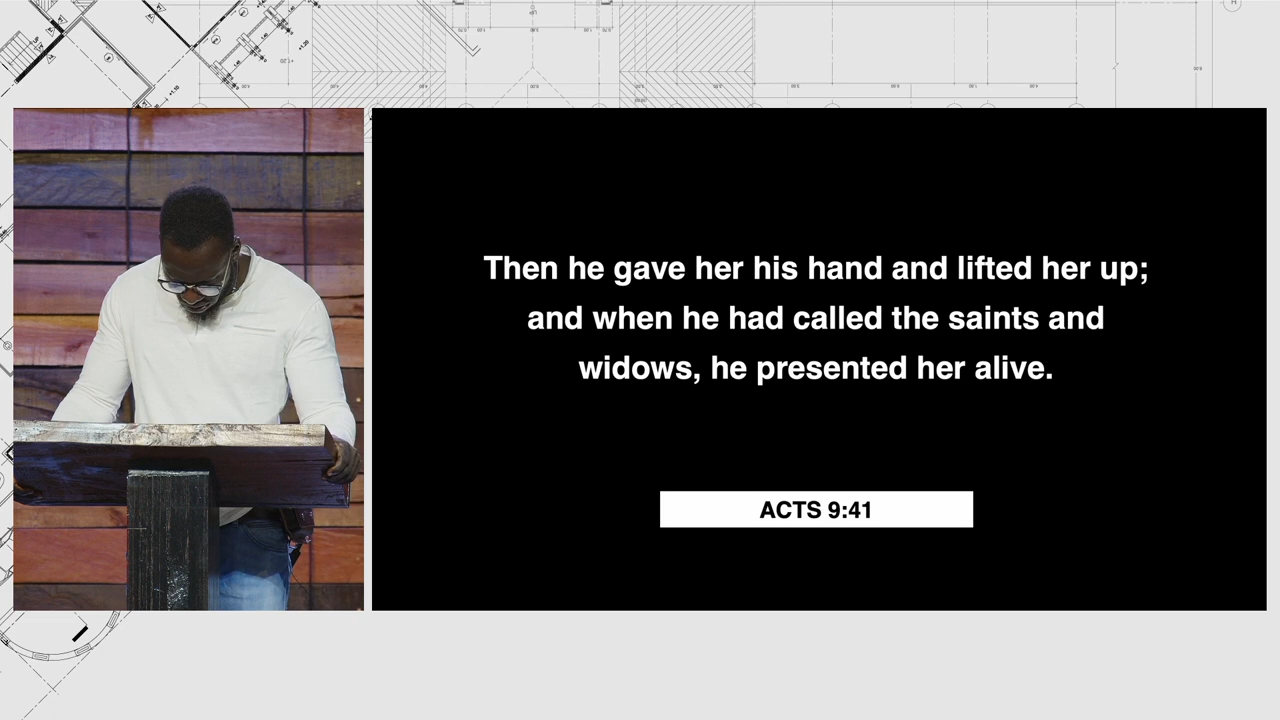 Then he gave her his hand and lifted her up;
and when he had called the saints and
widows, he presented her alive.
ACTS 9:41